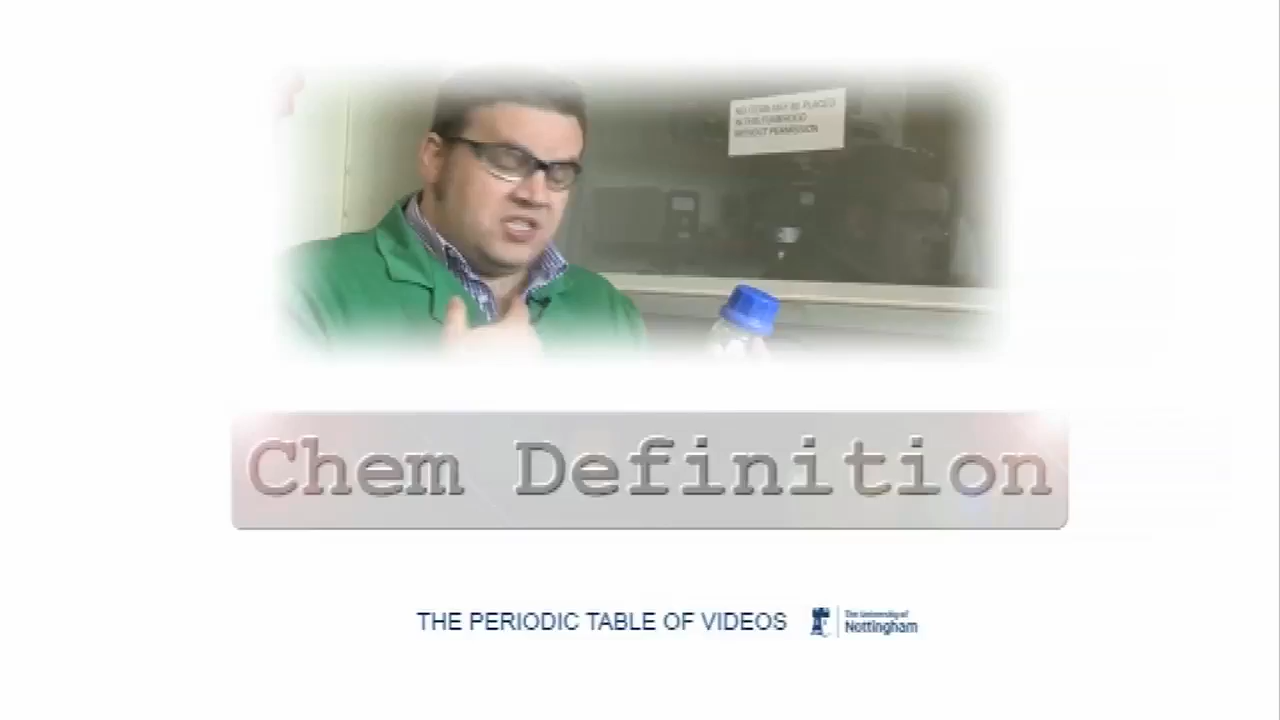 NO ITEMS MAY BE PLACED
IN THIS FUMEHOOD
WITHOUT PERMISSION
Chem Definition
THE PERIODIC TABLE OF VIDEOS
The University of
Nottingham